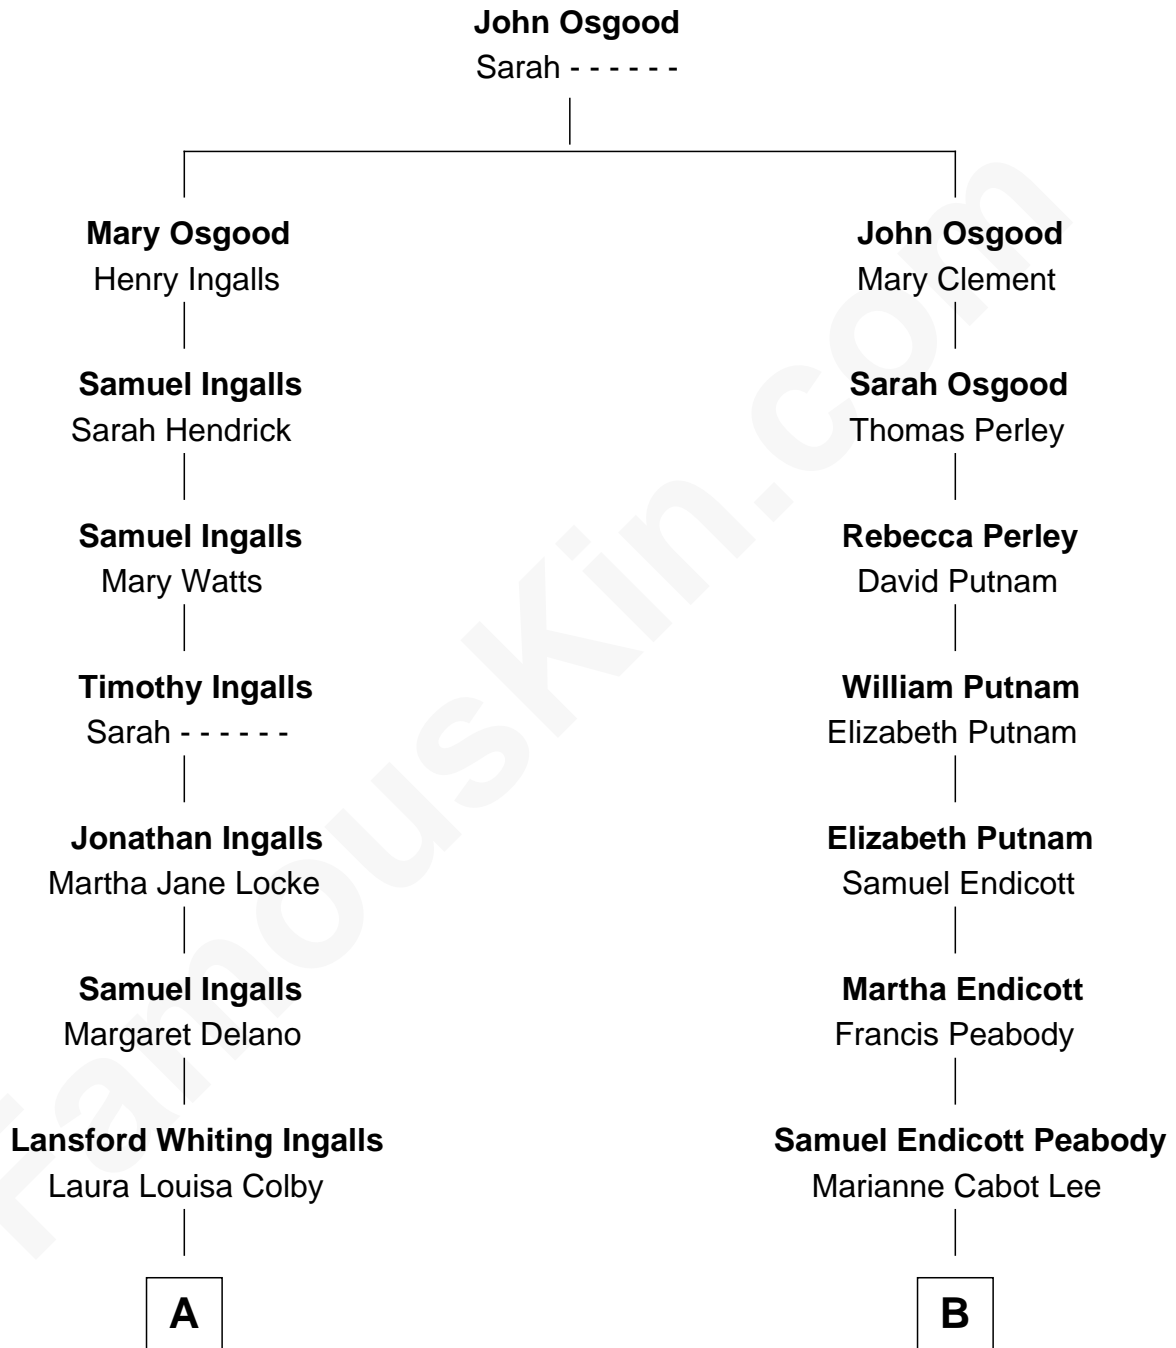 John Osgood
Sarah - - - - - -
Mary Osgood
Henry Ingalls
John Osgood
Mary Clement
Samuel Ingalls
Sarah Hendrick
Sarah Osgood
Thomas Perley
Samuel Ingalls
Mary Watts
Rebecca Perley
David Putnam
Timothy Ingalls
Sarah - - - - - -
William Putnam
Elizabeth Putnam
Jonathan Ingalls
Martha Jane Locke
Elizabeth Putnam
Samuel Endicott
Samuel Ingalls
Margaret Delano
Martha Endicott
Francis Peabody
Lansford Whiting Ingalls
Laura Louisa Colby
Samuel Endicott Peabody
Marianne Cabot Lee
A
B
FamousKin.com